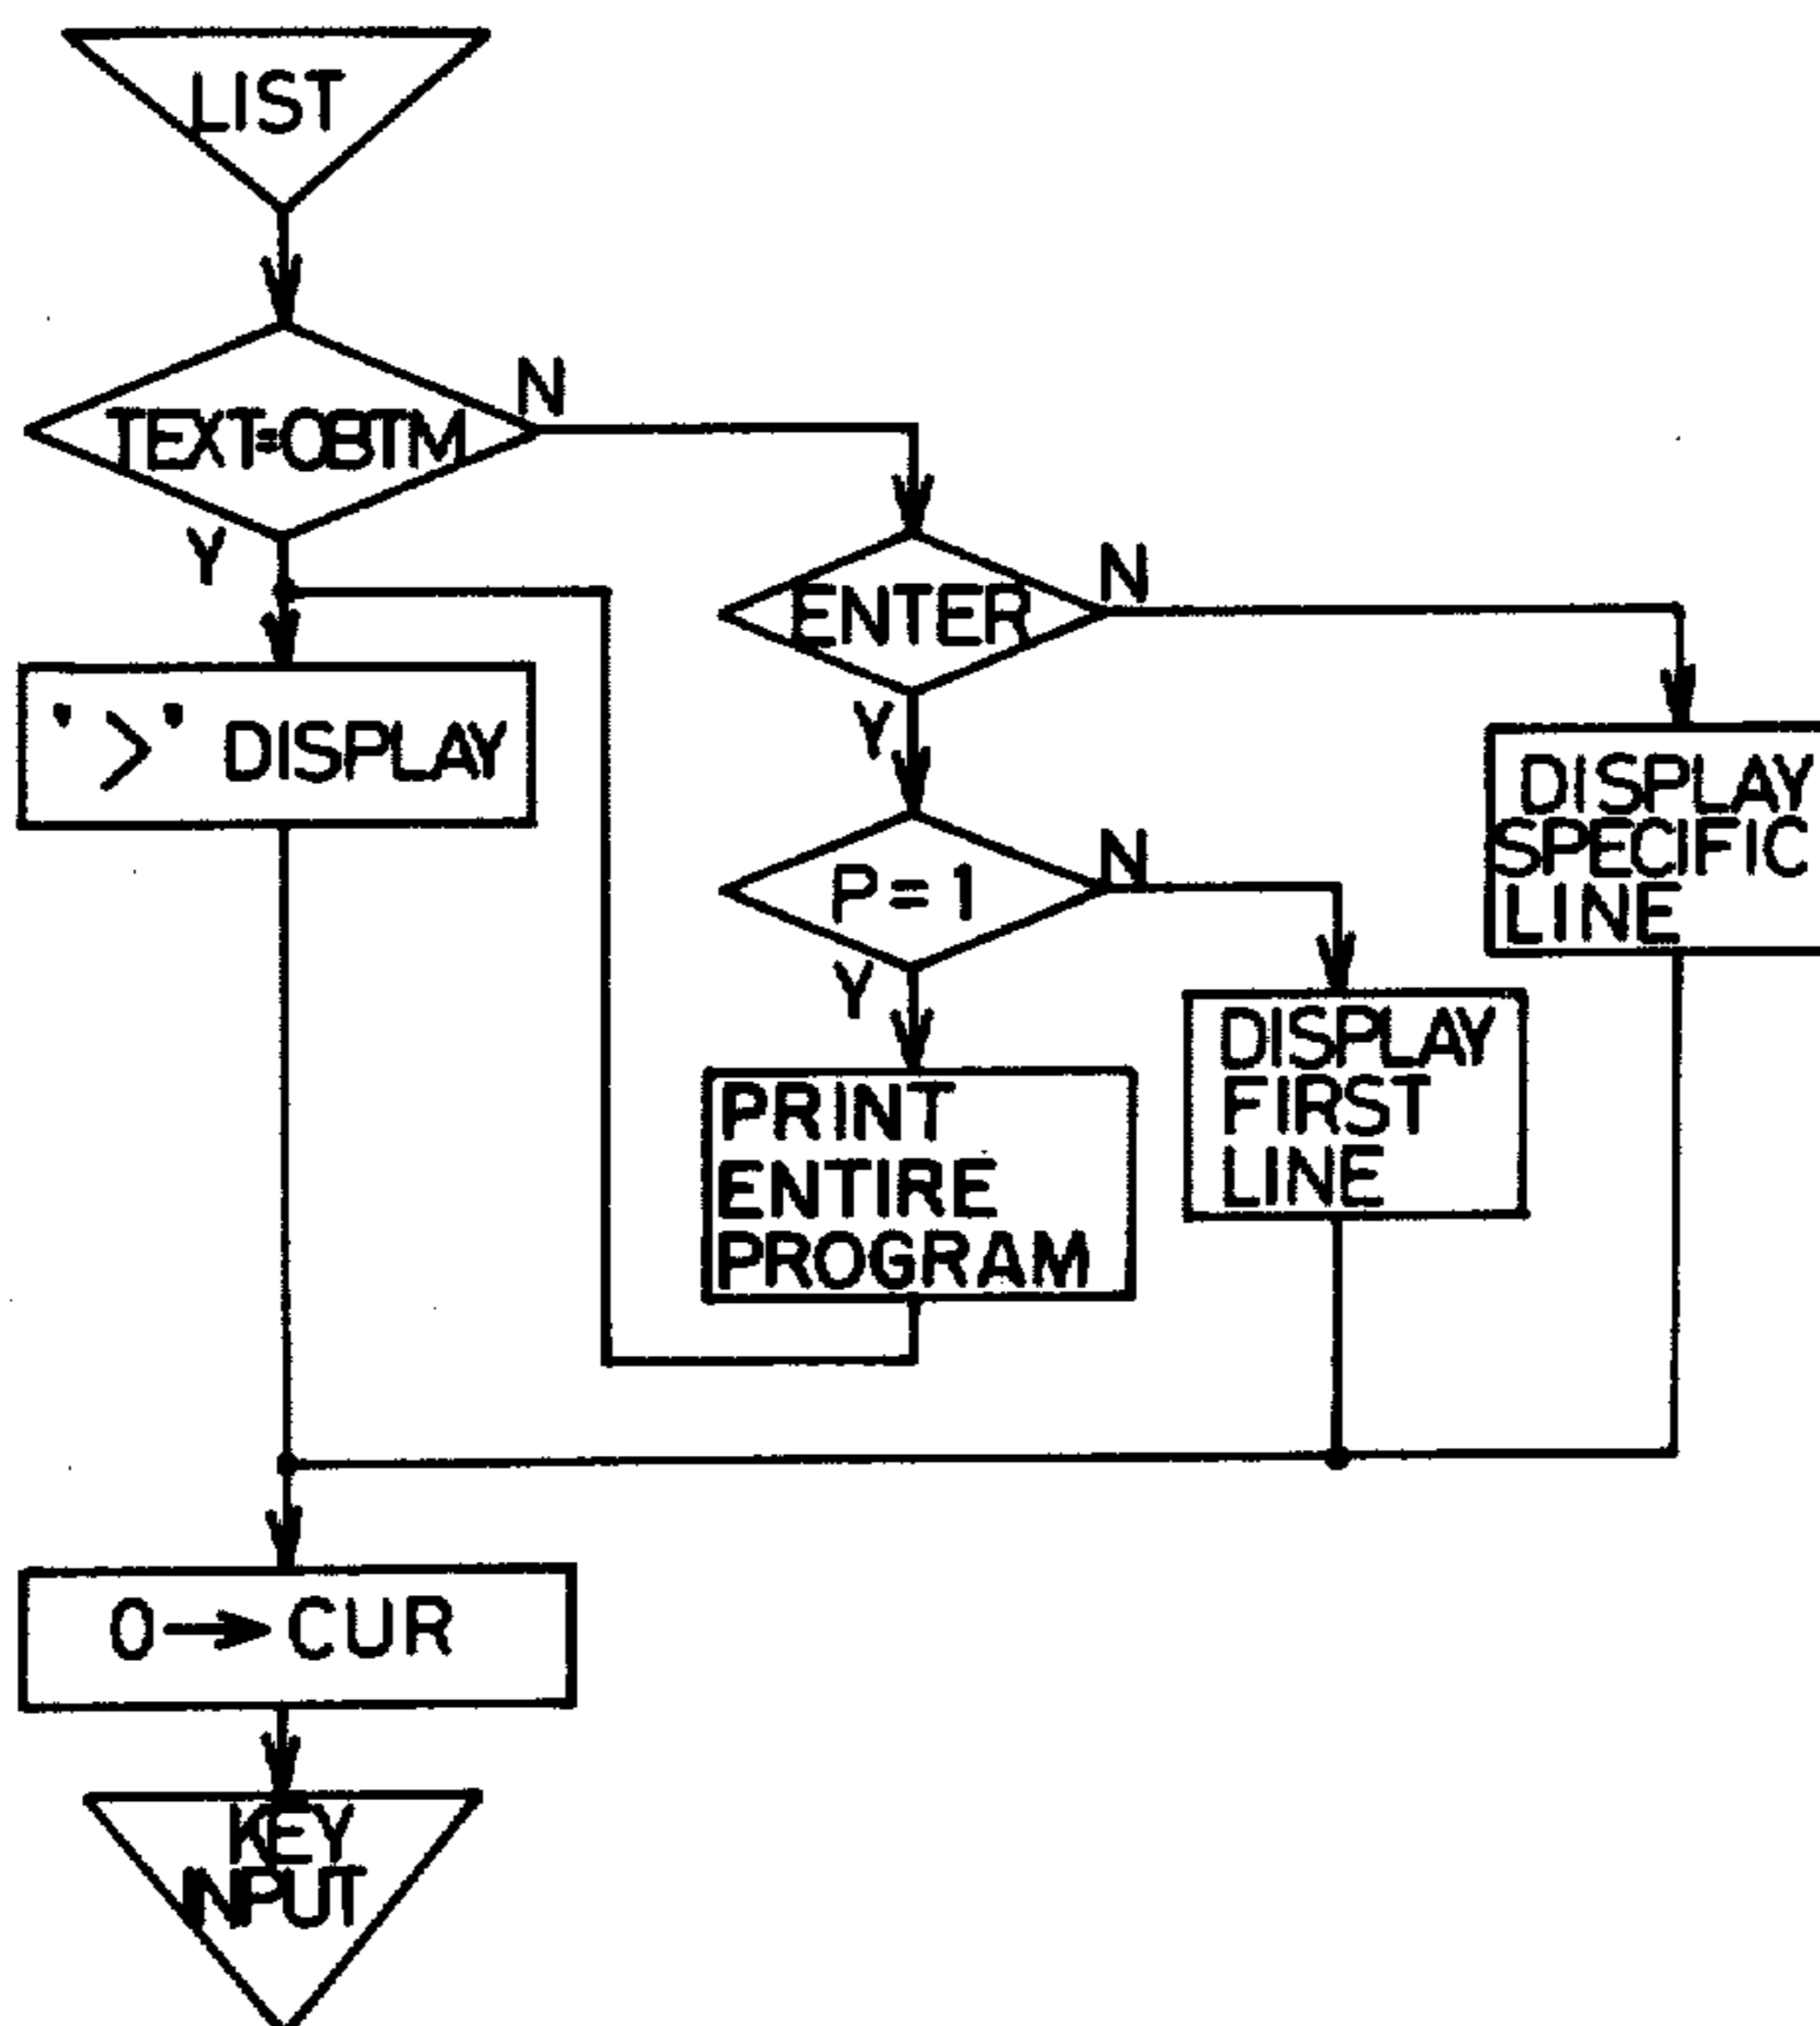 LIST
TEXT=OBTM
N
Y
ENTER
N
Y
'>' DISPLAY
DISPLAY
SPECIFIC
LINE
P=1
N
Y
DISPLAY
FIRST
LINE
PRINT
ENTIRE
PROGRAM
0→CUR
KEY
INPUT